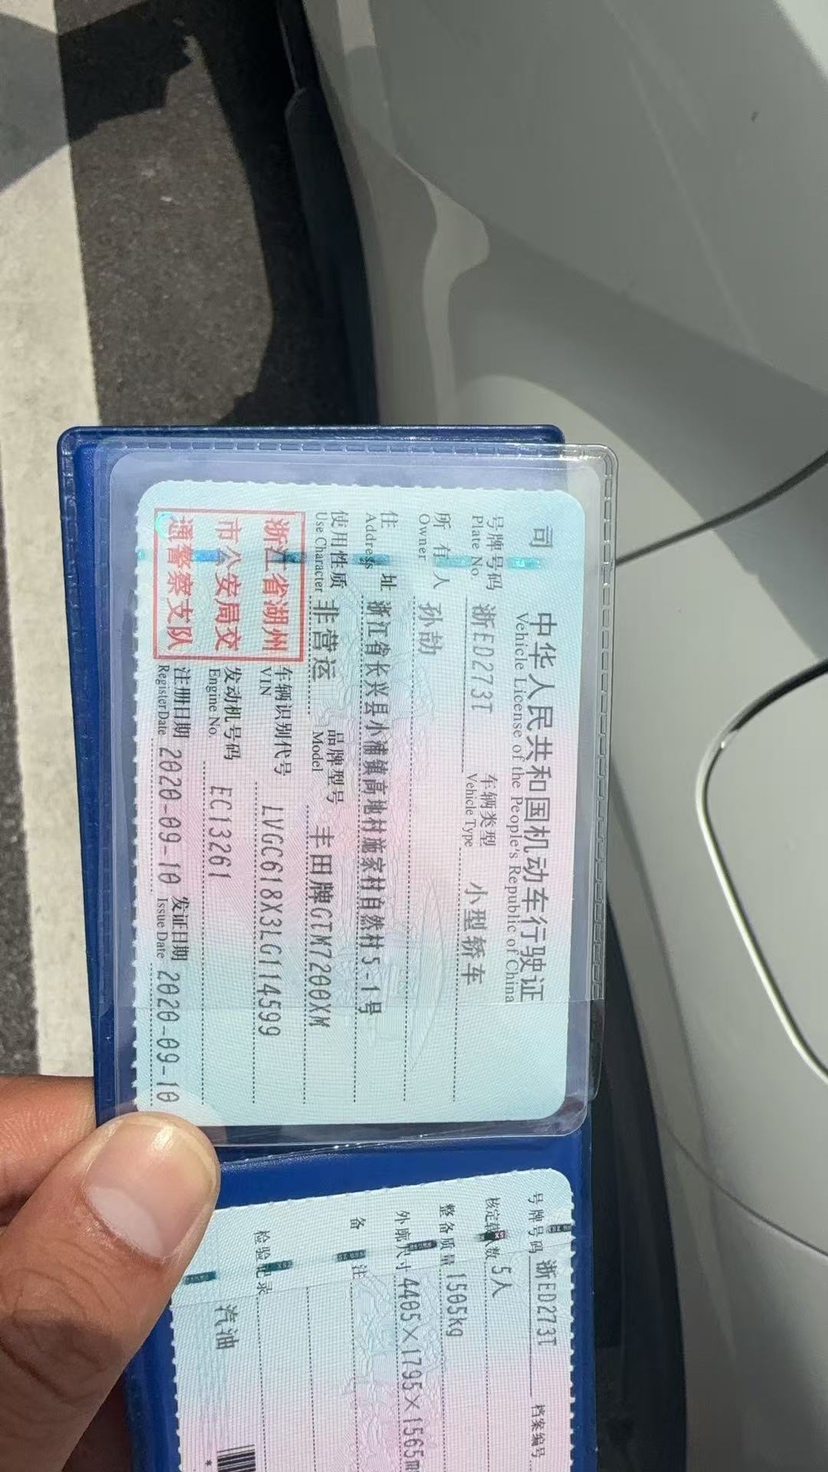 司
中华人民共和国机动车行驶证
Vehicle License of the People's Republic of China
号牌号码 浙ED273T 车辆类型 小型轿车
Plate No. Vehicle Type
所有人 孙劼
Owner
住址 浙江省长兴县小浦镇高地村施家村自然村5-1号
Address
使用性质 非营运 品牌型号 丰田牌GTM7200XM
Use Character Model
浙江省湖州
市公安局交
通警察支队
车辆识别代号 LVGC618X3LG114599
VIN
发动机号码 EC13261
Engine No.
注册日期 2020-09-10 发证日期 2020-09-10
Register Date Issue Date
号牌号码 浙ED273T 档案编号
核定载人数 5人
整备质量 1505kg
外廓尺寸 4405×1795×1565m
备注
检验记录
汽油
*